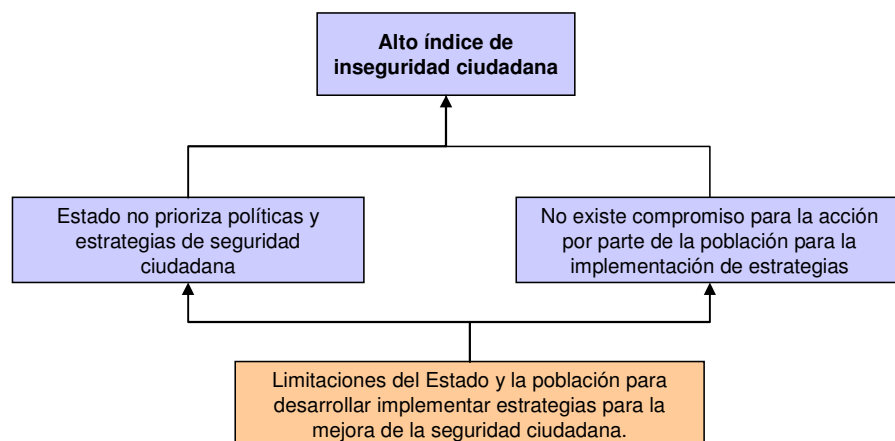 Alto índice de
inseguridad ciudadana
Estado no prioriza políticas y
estrategias de seguridad
ciudadana
No existe compromiso para la acción
por parte de la población para la
implementación de estrategias
Limitaciones del Estado y la población para
desarrollar implementar estrategias para la
mejora de la seguridad ciudadana.